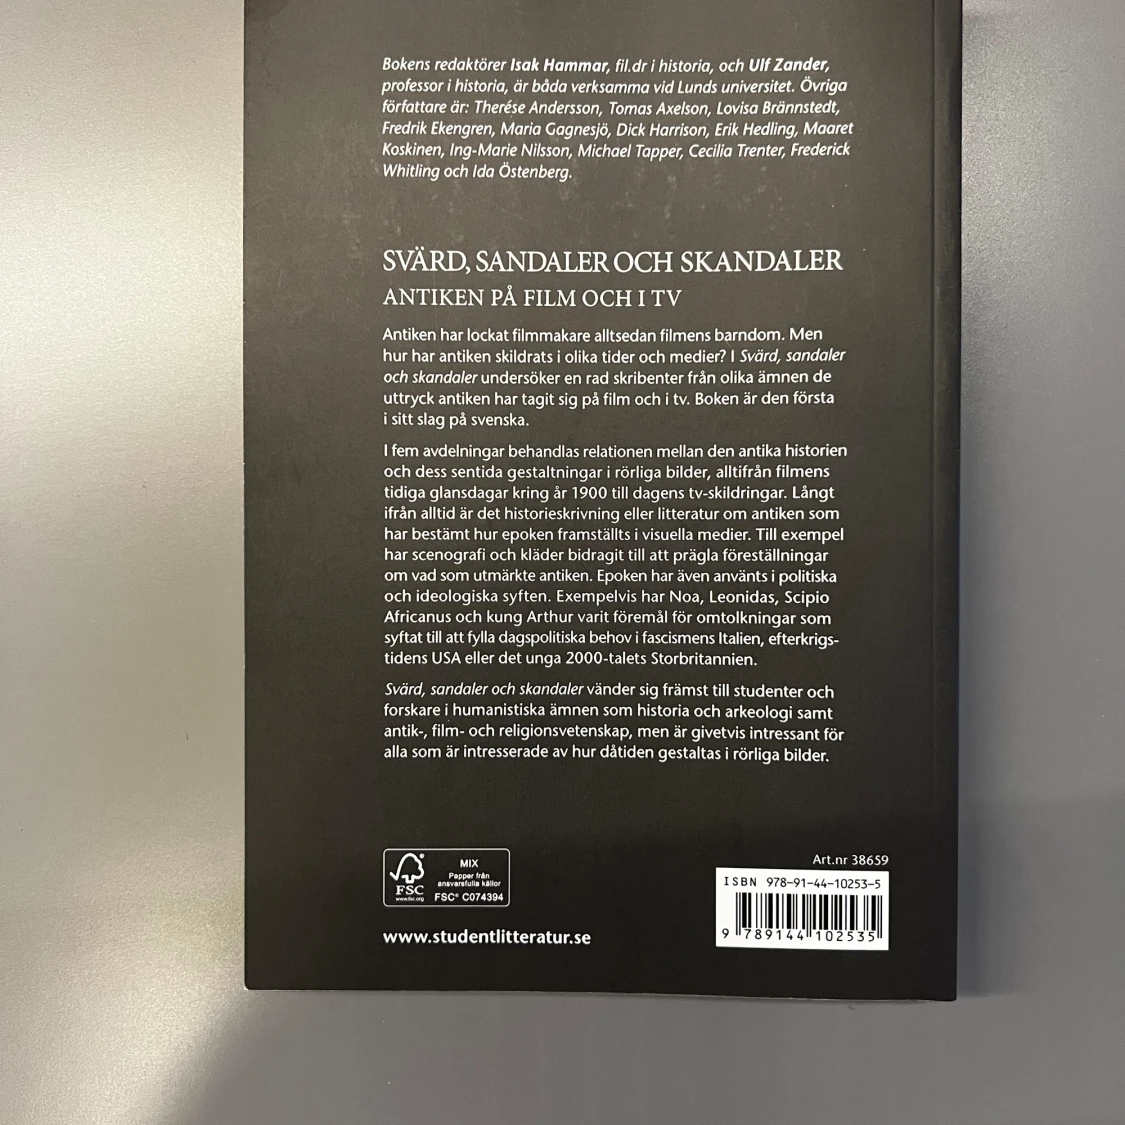 Bokens redaktörer Isak Hammar, fil.dr i historia, och Ulf Zander,
professor i historia, är båda verksamma vid Lunds universitet. Övriga
författare är: Therése Andersson, Tomas Axelson, Lovisa Brännstedt,
Fredrik Ekengren, Maria Gagnesjö, Dick Harrison, Erik Hedling, Maaret
Koskinen, Ing-Marie Nilsson, Michael Tapper, Cecilia Trenter, Frederick
Whitling och Ida Östenberg.
SVÄRD, SANDALER OCH SKANDALER
ANTIKEN PÅ FILM OCH I TV
Antiken har lockat filmmakare alltsedan filmens barndom. Men
hur har antiken skildrats i olika tider och medier? I Svärd, sandaler
och skandaler undersöker en rad skribenter från olika ämnen de
uttryck antiken har tagit sig på film och i tv. Boken är den första
i sitt slag på svenska.
I fem avdelningar behandlas relationen mellan den antika historien
och dess sentida gestaltningar i rörliga bilder, alltifrån filmens
tidiga glansdagar kring år 1900 till dagens tv-skildringar. Långt
ifrån alltid är det historieskrivning eller litteratur om antiken som
har bestämt hur epoken framställts i visuella medier. Till exempel
har scenografi och kläder bidragit till att prägla föreställningar
om vad som utmärkte antiken. Epoken har även använts i politiska
och ideologiska syften. Exempelvis har Noa, Leonidas, Scipio
Africanus och kung Arthur varit föremål för omtolkningar som
syftat till att fylla dagspolitiska behov i fascismens Italien, efterkrigs-
tidens USA eller det unga 2000-talets Storbritannien.
Svärd, sandaler och skandaler vänder sig främst till studenter och
forskare i humanistiska ämnen som historia och arkeologi samt
antik-, film- och religionsvetenskap, men är givetvis intressant för
alla som är intresserade av hur dåtiden gestaltas i rörliga bilder.
FSC
www.fsc.org
MIX
Papper från
ansvarsfulla källor
FSC® C074394
www.studentlitteratur.se
Art.nr 38659
ISBN 978-91-44-10253-5
9 789144 102535